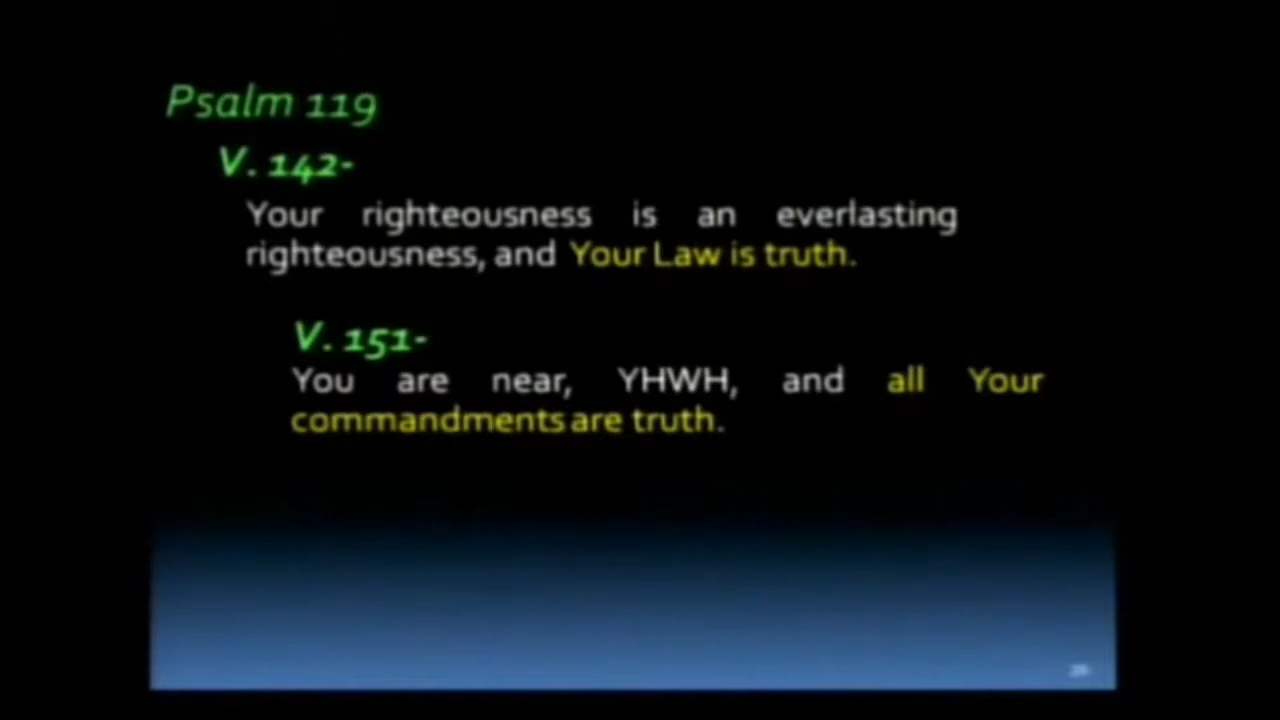 Psalm 119
V. 142-
Your righteousness is an everlasting
righteousness, and Your Law is truth.
V. 151-
You are near, YHWH, and all Your
commandments are truth.